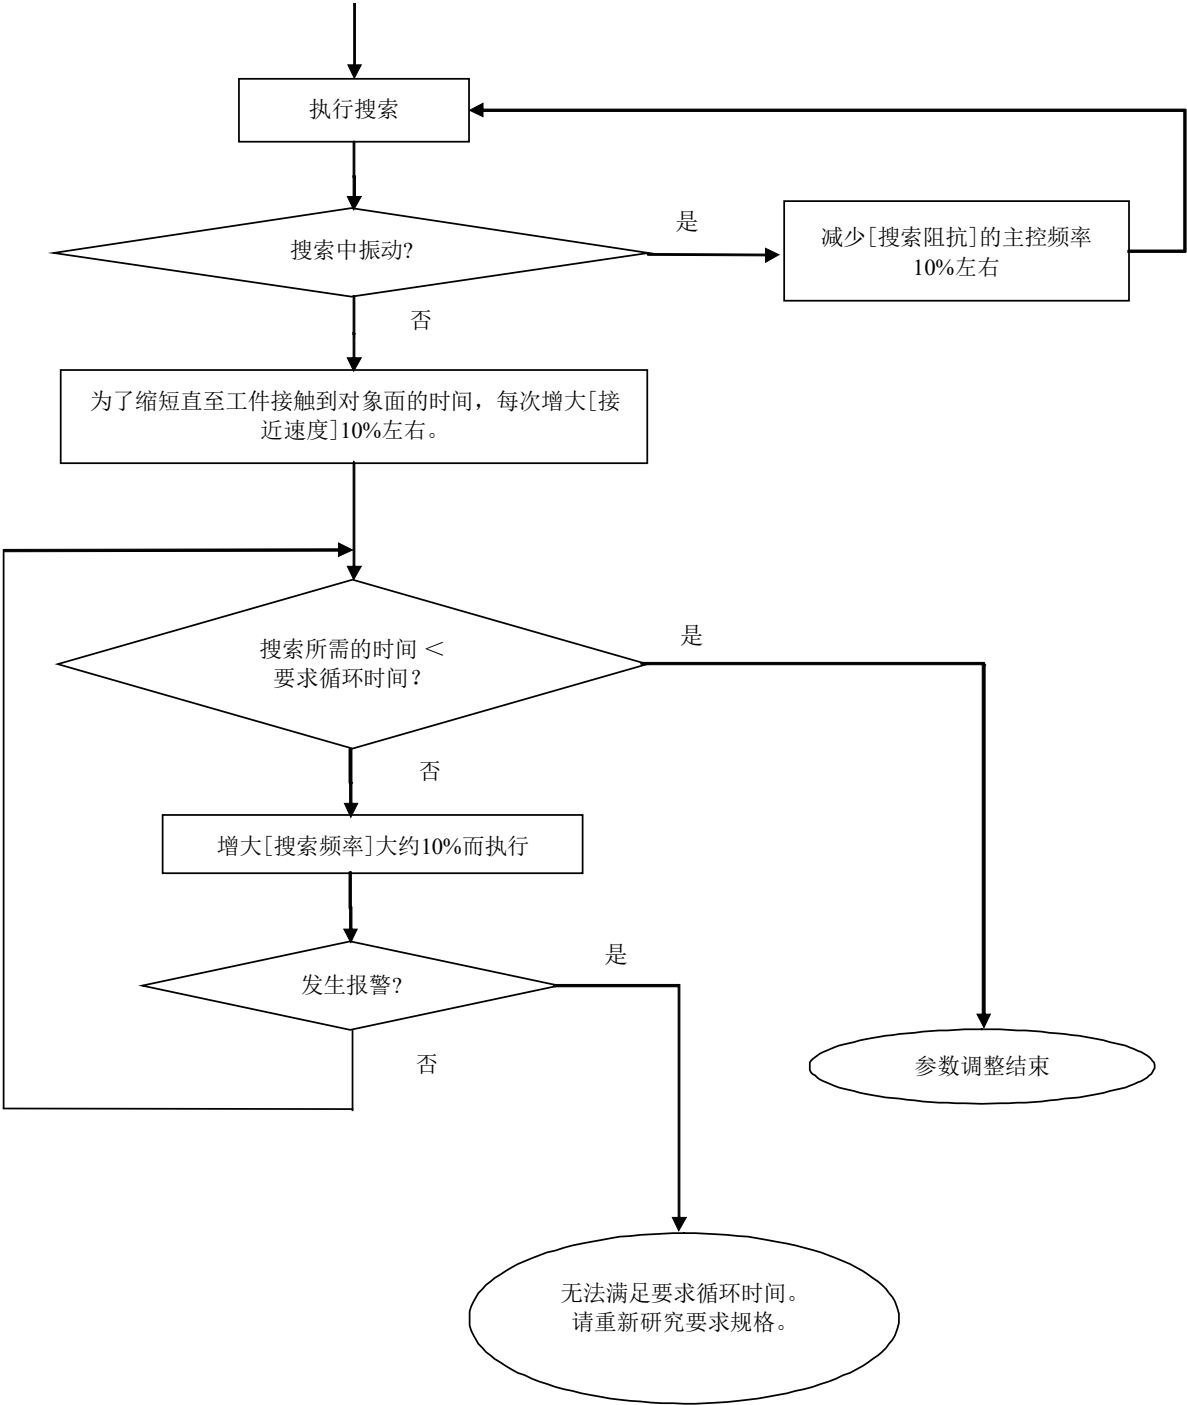 执行搜索
搜索中振动?
是
减少[搜索阻抗]的主控频率
10%左右
否
为了缩短直至工件接触到对象面的时间，每次增大[接
近速度]10%左右。
搜索所需的时间 ＜
要求循环时间？
是
否
增大[搜索频率]大约10%而执行
发生报警?
是
否
参数调整结束
无法满足要求循环时间。
请重新研究要求规格。